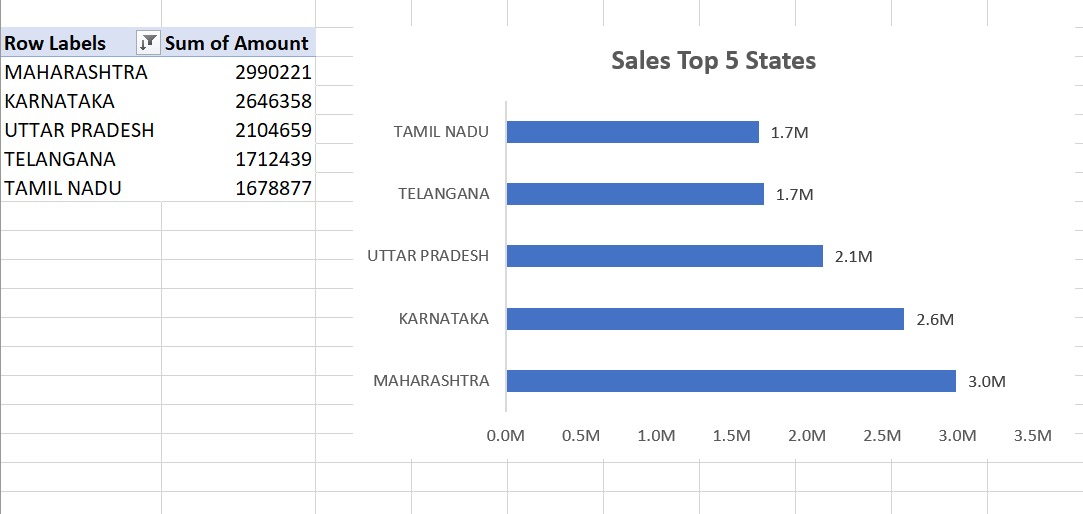 Row Labels Sum of Amount
MAHARASHTRA 2990221
KARNATAKA 2646358
UTTAR PRADESH 2104659
TELANGANA 1712439
TAMIL NADU 1678877
Sales Top 5 States
TAMIL NADU 1.7M
TELANGANA 1.7M
UTTAR PRADESH 2.1M
KARNATAKA 2.6M
MAHARASHTRA 3.0M
0.0M 0.5M 1.0M 1.5M 2.0M 2.5M 3.0M 3.5M